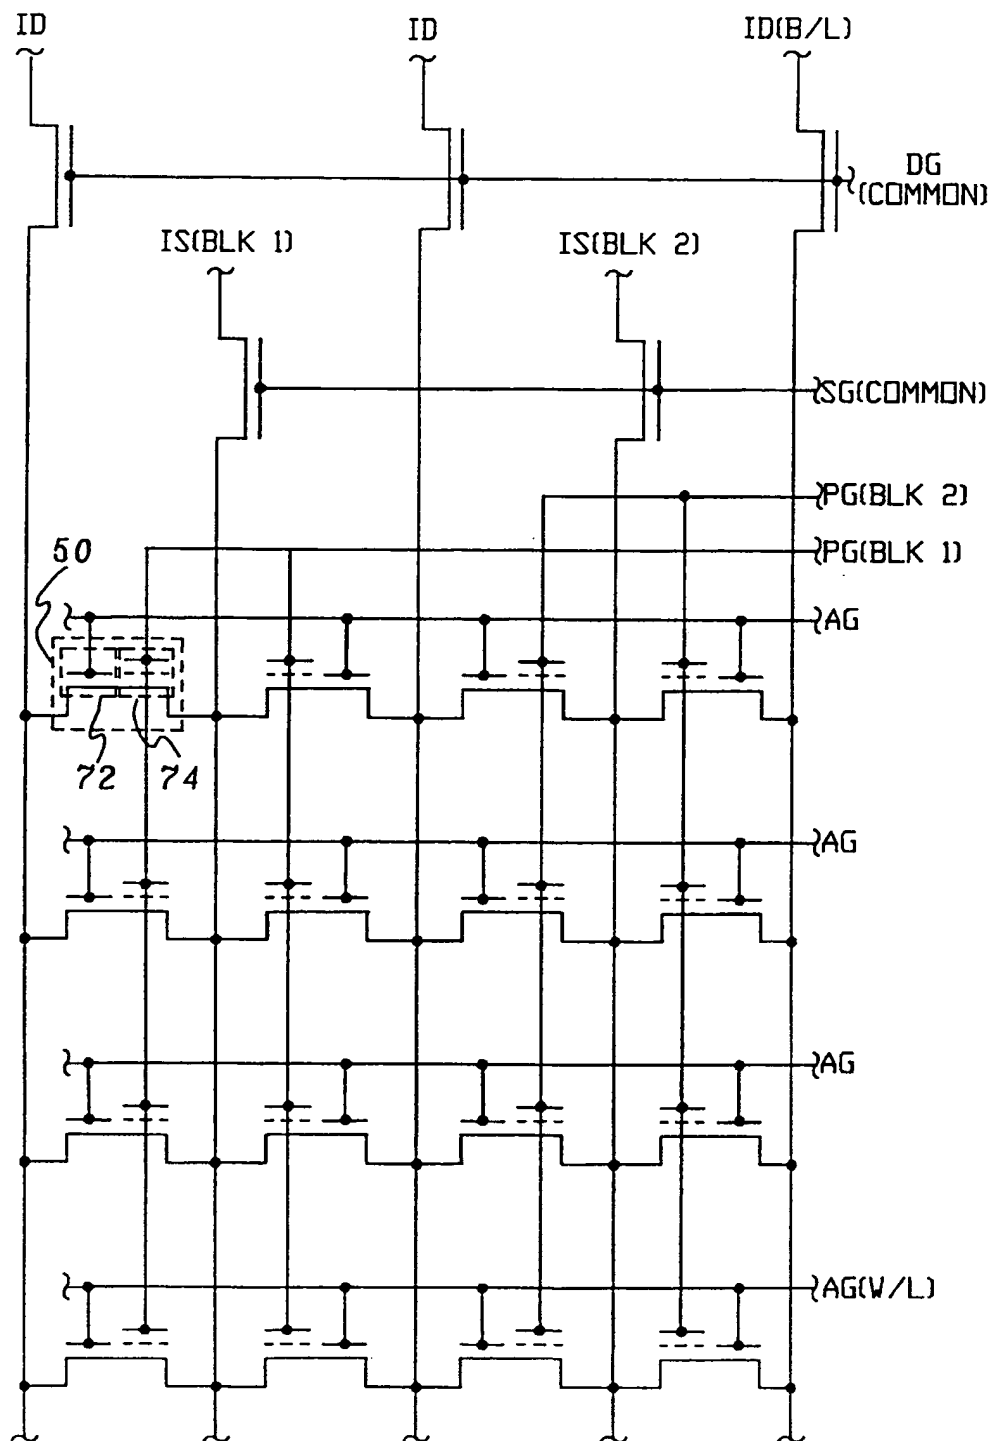 ID
ID
ID(B/L)
DG
(COMMON)
IS(BLK 1)
IS(BLK 2)
SG(COMMON)
PG(BLK 2)
PG(BLK 1)
50
AG
72
74
AG
AG
AG(W/L)